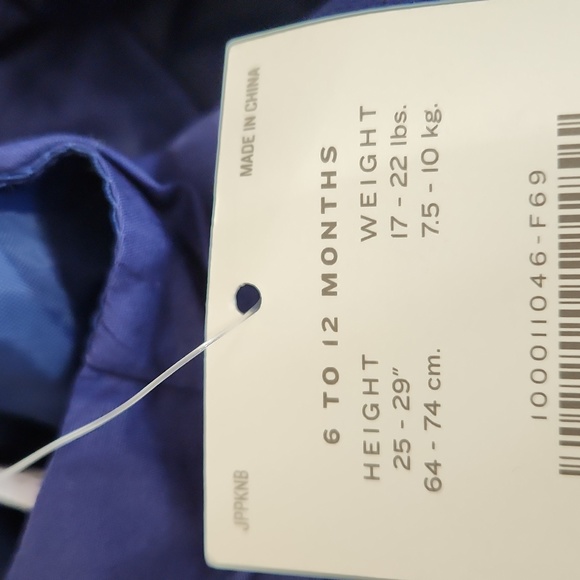 JPPKNB
MADE IN CHINA
6 TO 12 MONTHS
HEIGHT
25 - 29"
64 - 74 cm.
WEIGHT
17 - 22 lbs.
7.5 - 10 kg.
100011046-F69